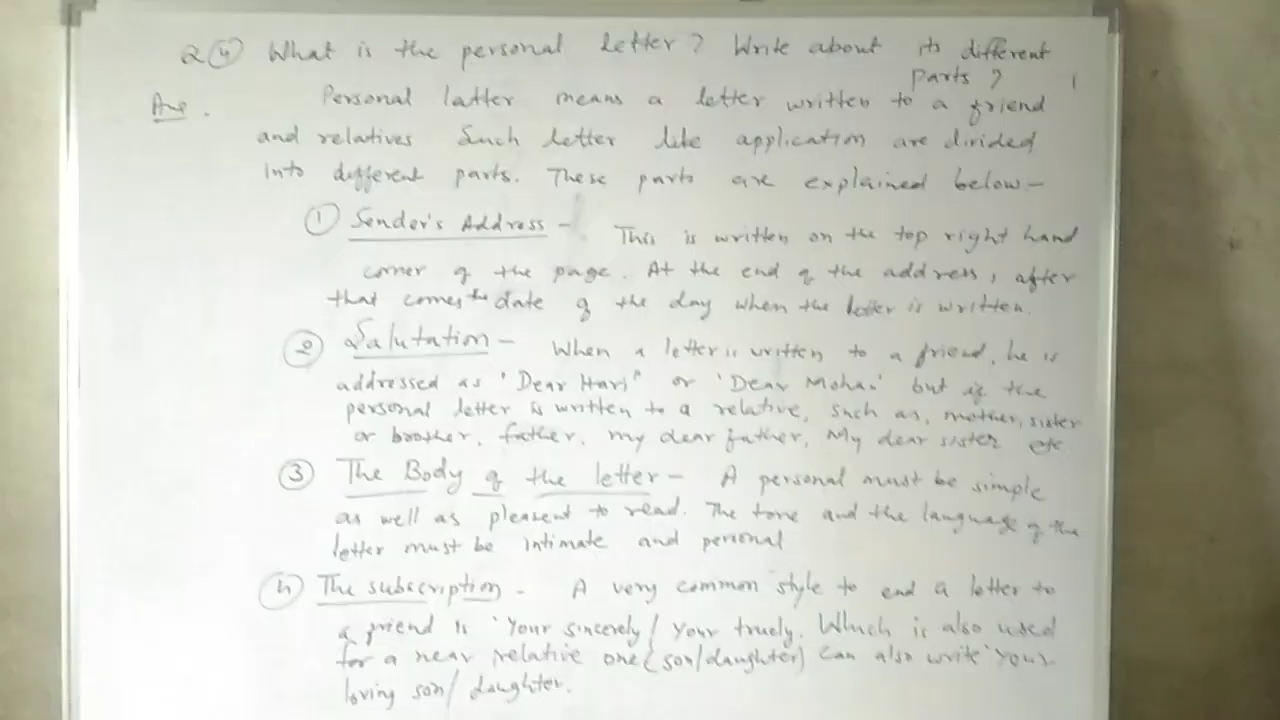 Q (4) What is the personal letter? Write about its different
parts?
Ans. Personal latter means a letter written to a friend
and relatives Such letter like application are divided
into different parts. These parts are explained below-
(1) Sender's Address - This is written on the top right hand
corner of the page. At the end of the address, after
that comes the date of the day when the letter is written.
(2) Salutation - When a letter is written to a friend, he is
addressed as 'Dear Hari" or 'Dear Mohan' but if the
personal letter is written to a relative, such as, mother, sister
or brother, father, my dear father, My dear sister etc
(3) The Body of the letter - A personal must be simple
as well as pleasent to read. The tone and the language of the
letter must be intimate and personal
(4) The subscription - A very common style to end a letter to
a friend is 'Your sincerely/ your truely. Which is also used
for a near relative one (son/daughter) can also write 'your
loving son/ daughter.